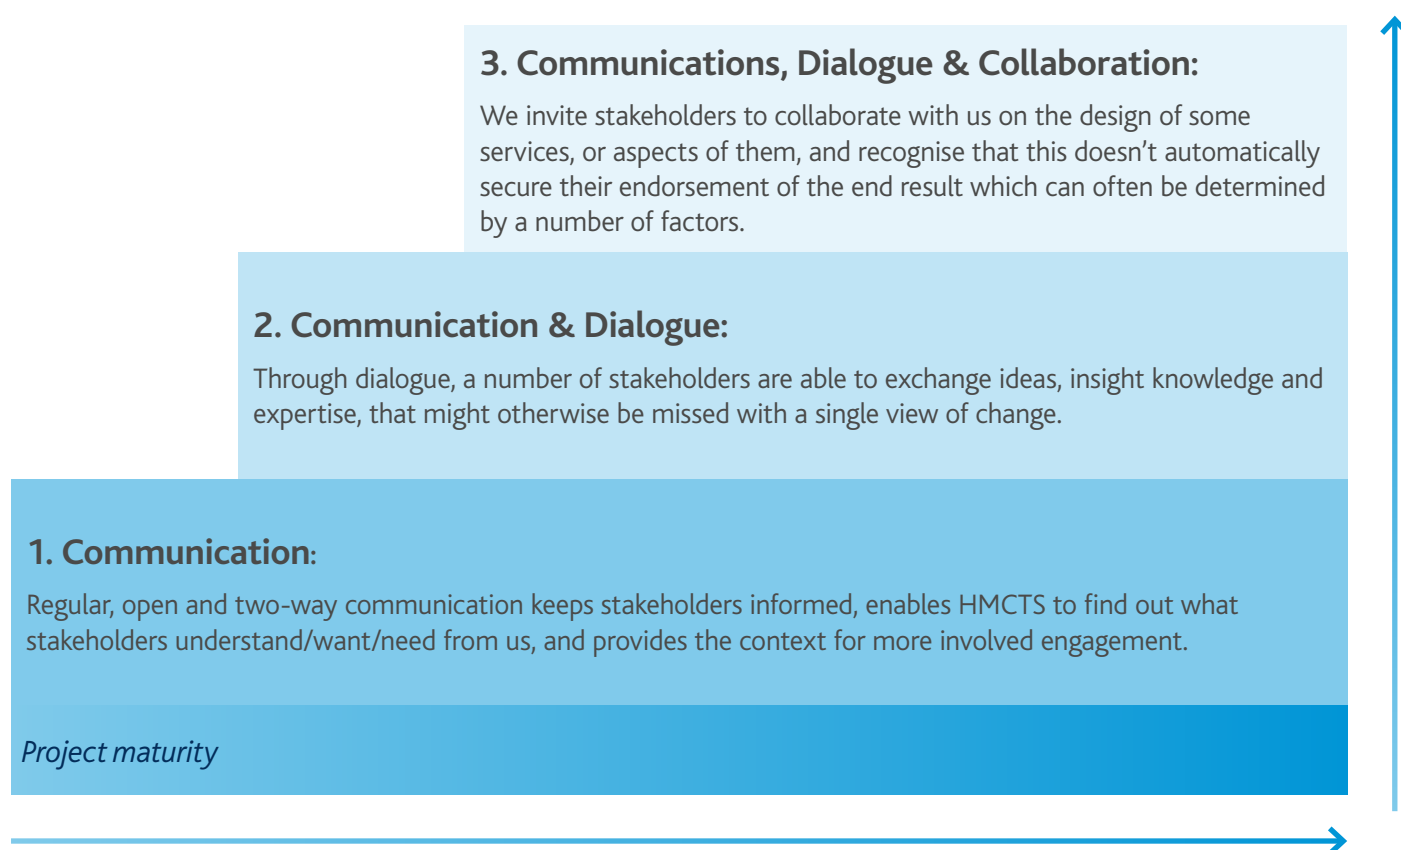 3. Communications, Dialogue & Collaboration:
We invite stakeholders to collaborate with us on the design of some
services, or aspects of them, and recognise that this doesn’t automatically
secure their endorsement of the end result which can often be determined
by a number of factors.
2. Communication & Dialogue:
Through dialogue, a number of stakeholders are able to exchange ideas, insight knowledge and
expertise, that might otherwise be missed with a single view of change.
1. Communication:
Regular, open and two-way communication keeps stakeholders informed, enables HMCTS to find out what
stakeholders understand/want/need from us, and provides the context for more involved engagement.
Project maturity